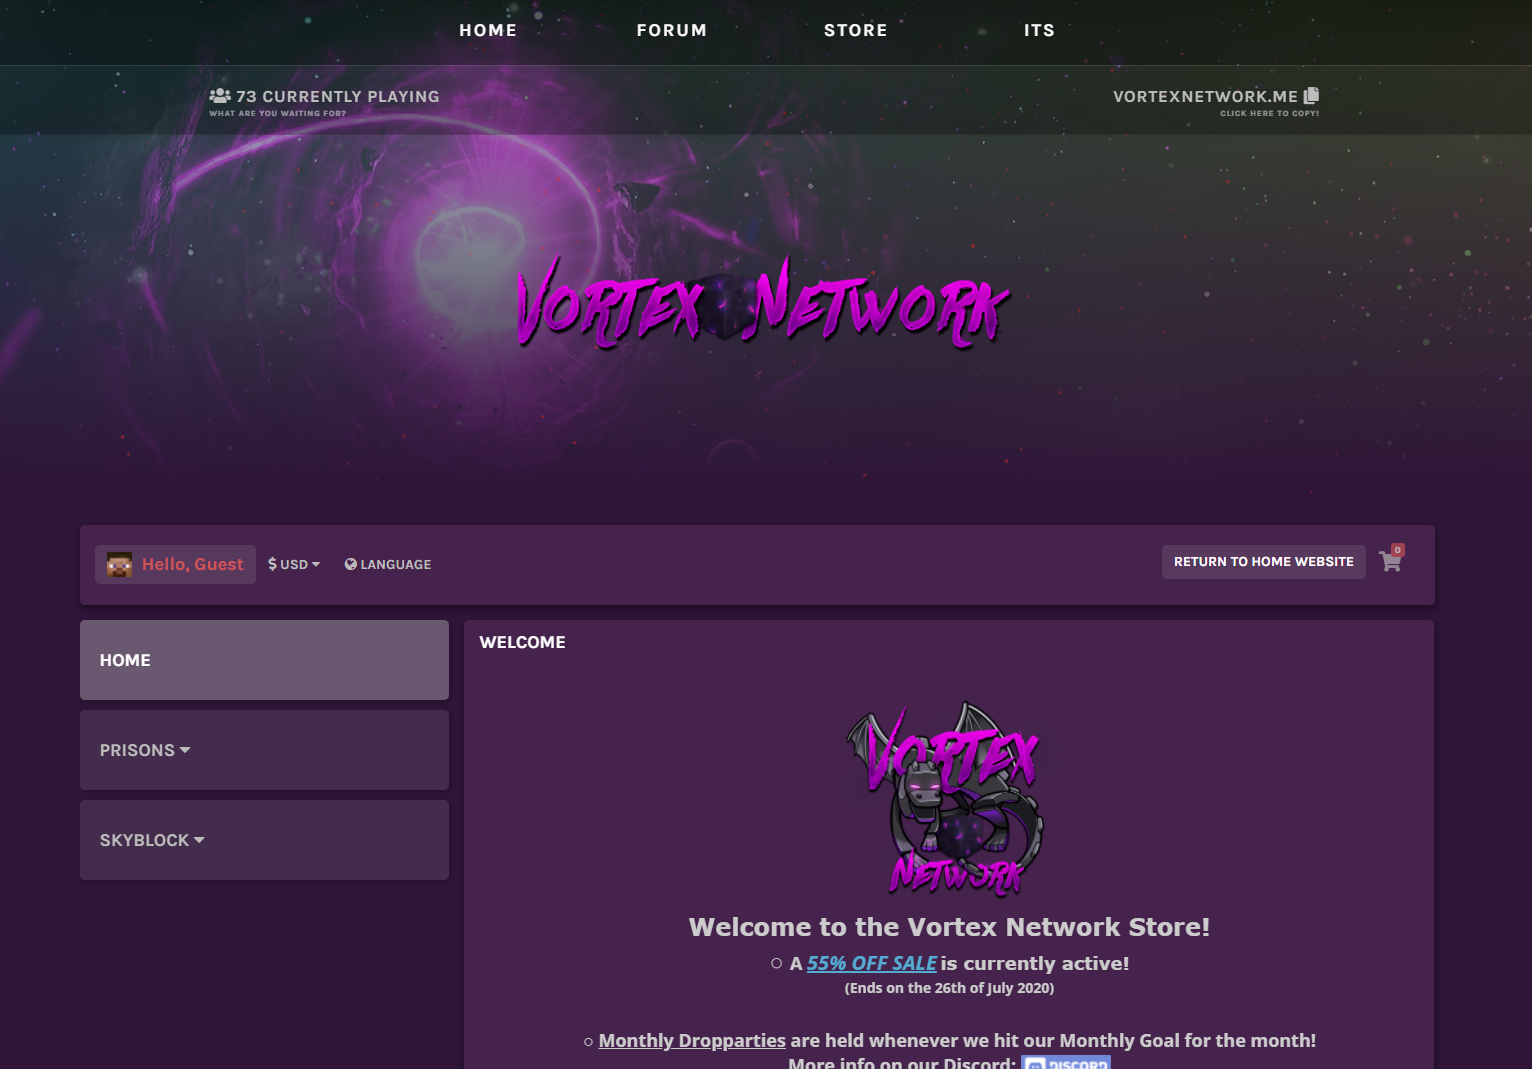 HOME FORUM STORE ITS
73 CURRENTLY PLAYING
WHAT ARE YOU WAITING FOR?
VORTEXNETWORK.ME
CLICK HERE TO COPY!
VORTEX NETWORK
Hello, Guest $ USD LANGUAGE RETURN TO HOME WEBSITE 0
HOME
PRISONS
SKYBLOCK
WELCOME
VORTEX
NETWORK
Welcome to the Vortex Network Store!
○ A 55% OFF SALE is currently active!
(Ends on the 26th of July 2020)
○ Monthly Dropparties are held whenever we hit our Monthly Goal for the month!
More info on our Discord: DISCORD